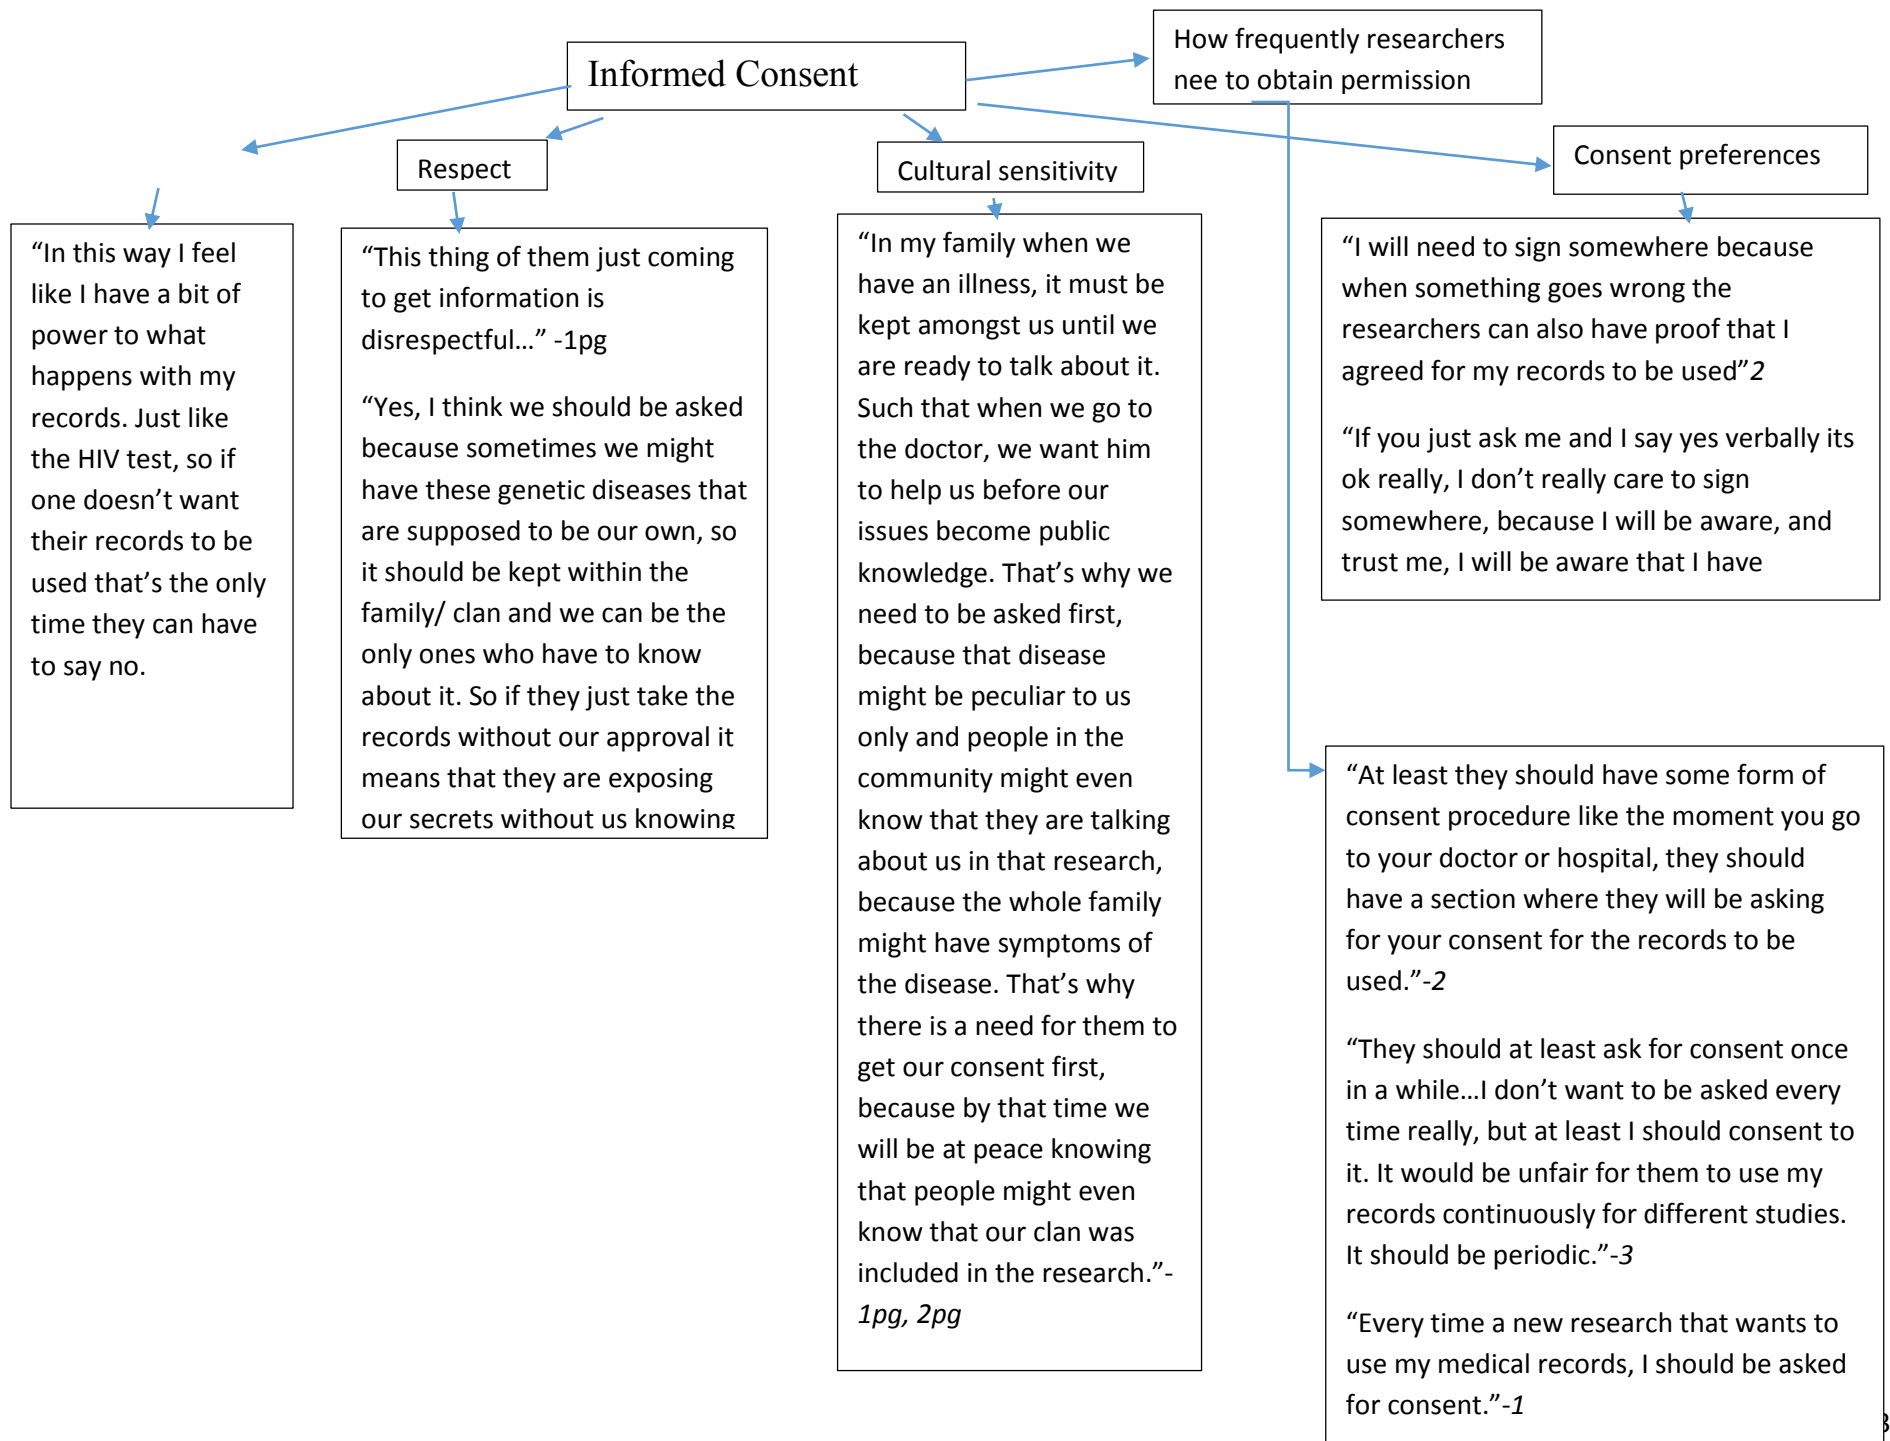 Informed Consent
How frequently researchers
nee to obtain permission
Respect
Cultural sensitivity
Consent preferences
“In this way I feel
like I have a bit of
power to what
happens with my
records. Just like
the HIV test, so if
one doesn’t want
their records to be
used that’s the only
time they can have
to say no.
“This thing of them just coming
to get information is
disrespectful…” -1pg
“Yes, I think we should be asked
because sometimes we might
have these genetic diseases that
are supposed to be our own, so
it should be kept within the
family/ clan and we can be the
only ones who have to know
about it. So if they just take the
records without our approval it
means that they are exposing
our secrets without us knowing
“In my family when we
have an illness, it must be
kept amongst us until we
are ready to talk about it.
Such that when we go to
the doctor, we want him
to help us before our
issues become public
knowledge. That’s why we
need to be asked first,
because that disease
might be peculiar to us
only and people in the
community might even
know that they are talking
about us in that research,
because the whole family
might have symptoms of
the disease. That’s why
there is a need for them to
get our consent first,
because by that time we
will be at peace knowing
that people might even
know that our clan was
included in the research.”-
1pg, 2pg
“I will need to sign somewhere because
when something goes wrong the
researchers can also have proof that I
agreed for my records to be used”2
“If you just ask me and I say yes verbally its
ok really, I don’t really care to sign
somewhere, because I will be aware, and
trust me, I will be aware that I have
“At least they should have some form of
consent procedure like the moment you go
to your doctor or hospital, they should
have a section where they will be asking
for your consent for the records to be
used.”-2
“They should at least ask for consent once
in a while…I don’t want to be asked every
time really, but at least I should consent to
it. It would be unfair for them to use my
records continuously for different studies.
It should be periodic.”-3
“Every time a new research that wants to
use my medical records, I should be asked
for consent.”-1